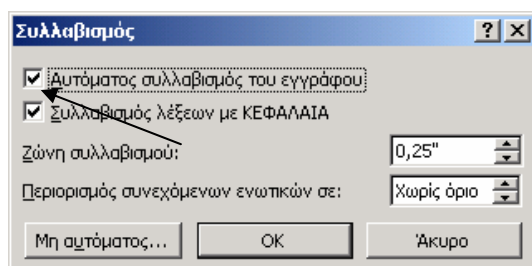 Συλλαβισμός
Αυτόματος συλλαβισμός του εγγράφου
Συλλαβισμός λέξεων με ΚΕΦΑΛΑΙΑ
Ζώνη συλλαβισμού: 0,25"
Περιορισμός συνεχόμενων ενωτικών σε: Χωρίς όριο
Μη αυτόματος... OK Άκυρο